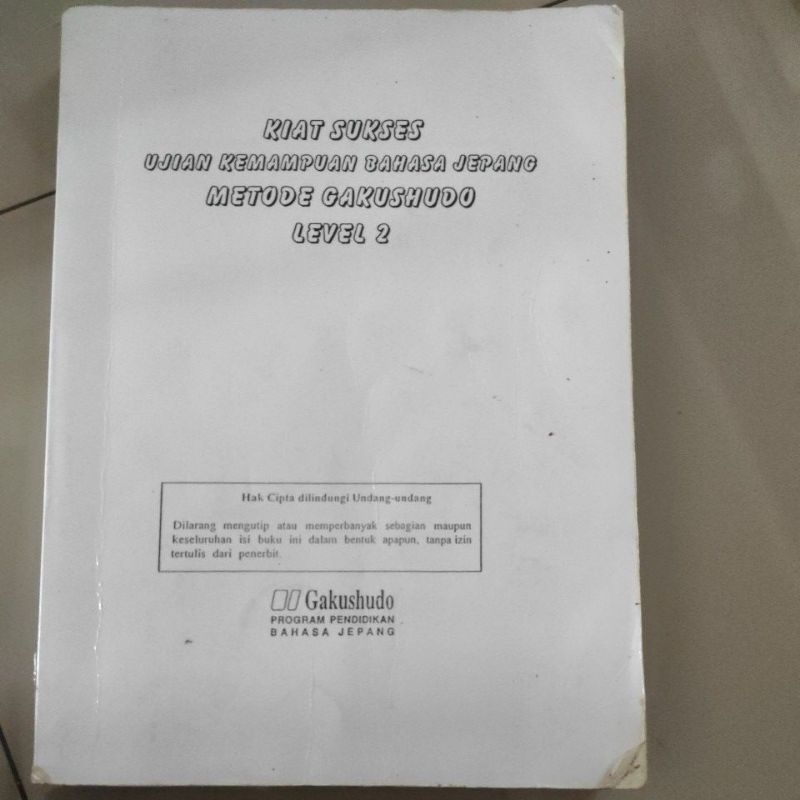 KIAT SUKSES
UJIAN KEMAMPUAN BAHASA JEPANG
METODE GAKUSHUDO
LEVEL 2
Hak Cipta dilindungi Undang-undang
Dilarang mengutip atau memperbanyak sebagian maupun
keseluruhan isi buku ini dalam bentuk apapun, tanpa izin
tertulis dari penerbit.
Gakushudo
PROGRAM PENDIDIKAN
BAHASA JEPANG